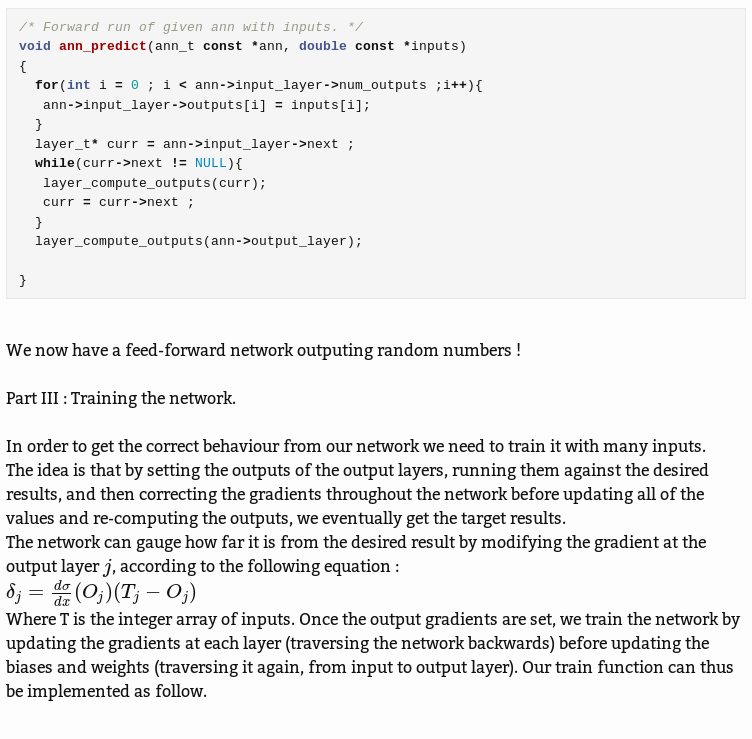 /* Forward run of given ann with inputs. */
void ann_predict(ann_t const *ann, double const *inputs)
{
  for(int i = 0 ; i < ann->input_layer->num_outputs ;i++){
   ann->input_layer->outputs[i] = inputs[i];
  }
  layer_t* curr = ann->input_layer->next ;
  while(curr->next != NULL){
   layer_compute_outputs(curr);
   curr = curr->next ;
  }
  layer_compute_outputs(ann->output_layer);
}
We now have a feed-forward network outputing random numbers !
Part III : Training the network.
In order to get the correct behaviour from our network we need to train it with many inputs.
The idea is that by setting the outputs of the output layers, running them against the desired
results, and then correcting the gradients throughout the network before updating all of the
values and re-computing the outputs, we eventually get the target results.
The network can gauge how far it is from the desired result by modifying the gradient at the
output layer j, according to the following equation :
δ_j = dσ/dx (O_j)(T_j − O_j)
Where T is the integer array of inputs. Once the output gradients are set, we train the network by
updating the gradients at each layer (traversing the network backwards) before updating the
biases and weights (traversing it again, from input to output layer). Our train function can thus
be implemented as follow.